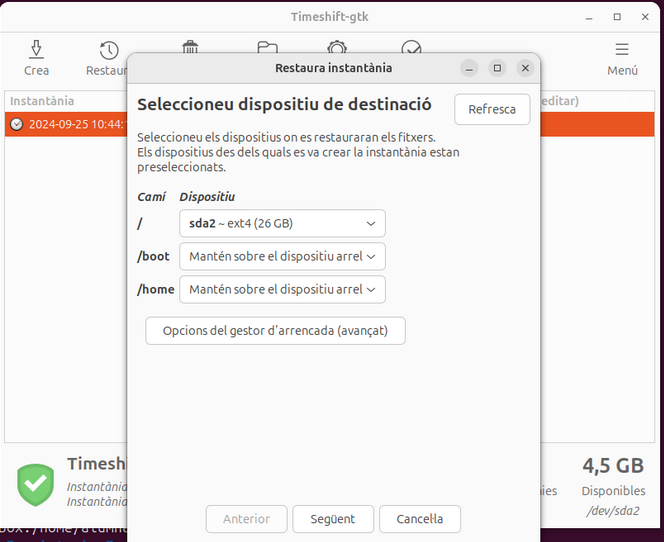 Timeshift-gtk
Crea
Restaur
Menú
Restaura instantània
Instantània
editar)
2024-09-25 10:44:1
Seleccioneu dispositiu de destinació
Refresca
Seleccioneu els dispositius on es restauraran els fitxers.
Els dispositius des dels quals es va crear la instantània estan
preseleccionats.
Camí Dispositiu
/ sda2 ~ ext4 (26 GB)
/boot Mantén sobre el dispositiu arrel
/home Mantén sobre el dispositiu arrel
Opcions del gestor d'arrencada (avançat)
Timeshi
Instantània
Instantània
4,5 GB
nies
Disponibles
/dev/sda2
Anterior
Següent
Cancella